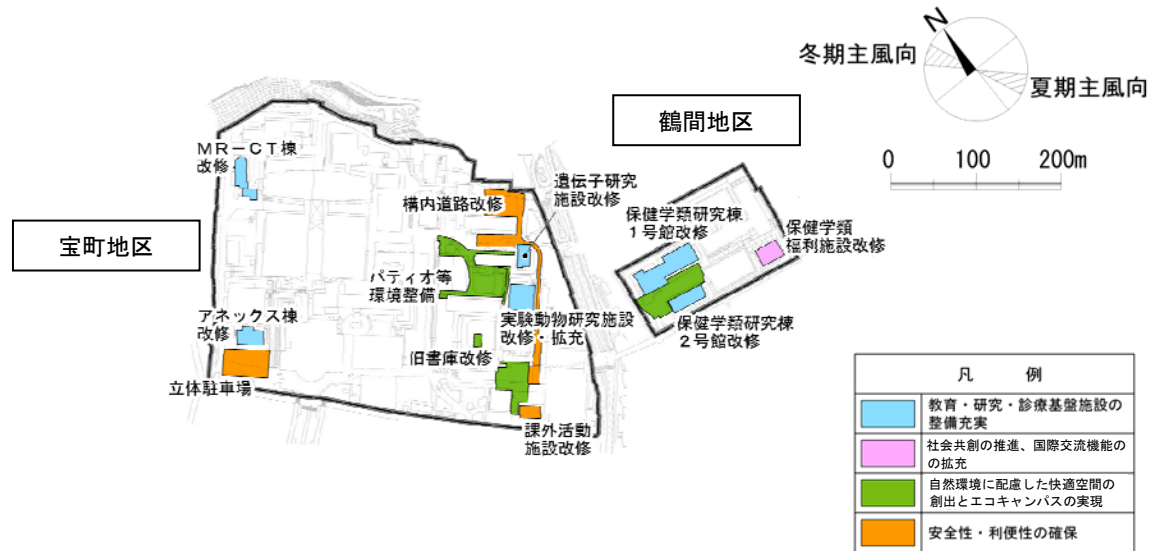 N
冬期主風向
夏期主風向
0 100 200m
鶴間地区
宝町地区
MR－CT棟
改修
構内道路改修
遺伝子研究
施設改修
パティオ等
環境整備
アネックス棟
改修
実験動物研究施設
改修・拡充
旧書庫改修
立体駐車場
課外活動
施設改修
保健学類研究棟
１号館改修
保健学類
福利施設改修
保健学類研究棟
２号館改修
凡　例
教育・研究・診療基盤施設の
整備充実
社会共創の推進、国際交流機能の
の拡充
自然環境に配慮した快適空間の
創出とエコキャンパスの実現
安全性・利便性の確保